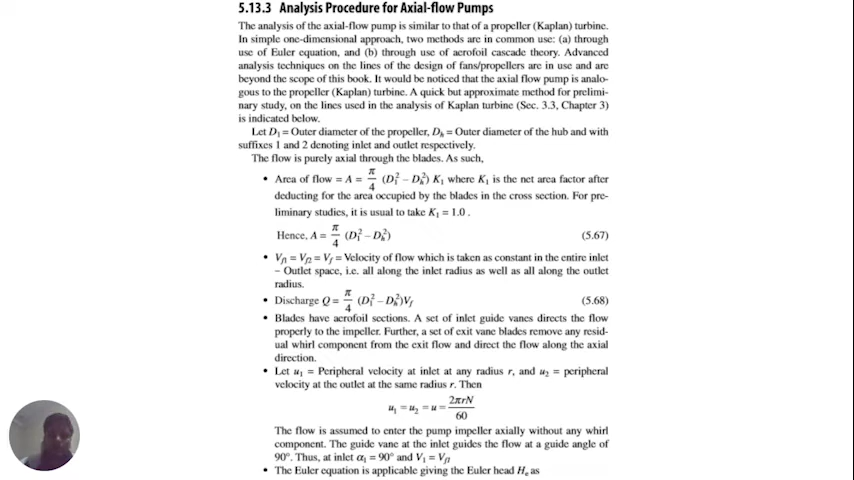 5.13.3 Analysis Procedure for Axial-flow Pumps
The analysis of the axial-flow pump is similar to that of a propeller (Kaplan) turbine.
In simple one-dimensional approach, two methods are in common use: (a) through
use of Euler equation, and (b) through use of aerofoil cascade theory. Advanced
analysis techniques on the lines of the design of fans/propellers are in use and are
beyond the scope of this book. It would be noticed that the axial flow pump is analo-
gous to the propeller (Kaplan) turbine. A quick but approximate method for prelimi-
nary study, on the lines used in the analysis of Kaplan turbine (Sec. 3.3, Chapter 3)
is indicated below.
Let D₁ = Outer diameter of the propeller, Dₕ = Outer diameter of the hub and with
suffixes 1 and 2 denoting inlet and outlet respectively.
The flow is purely axial through the blades. As such,
• Area of flow = A = π/4 (D₁² – Dₕ²) K₁ where K₁ is the net area factor after
deducting for the area occupied by the blades in the cross section. For pre-
liminary studies, it is usual to take K₁ = 1.0 .
Hence, A = π/4 (D₁² – Dₕ²) (5.67)
• V_f1 = V_f2 = V_f = Velocity of flow which is taken as constant in the entire inlet
– Outlet space, i.e. all along the inlet radius as well as all along the outlet
radius.
• Discharge Q = π/4 (D₁² – Dₕ²)V_f (5.68)
• Blades have aerofoil sections. A set of inlet guide vanes directs the flow
properly to the impeller. Further, a set of exit vane blades remove any resid-
ual whirl component from the exit flow and direct the flow along the axial
direction.
• Let u₁ = Peripheral velocity at inlet at any radius r, and u₂ = peripheral
velocity at the outlet at the same radius r. Then
u₁ = u₂ = u = 2πrN/60
The flow is assumed to enter the pump impeller axially without any whirl
component. The guide vane at the inlet guides the flow at a guide angle of
90°. Thus, at inlet α₁ = 90° and V₁ = V_f1
• The Euler equation is applicable giving the Euler head Hₑ as